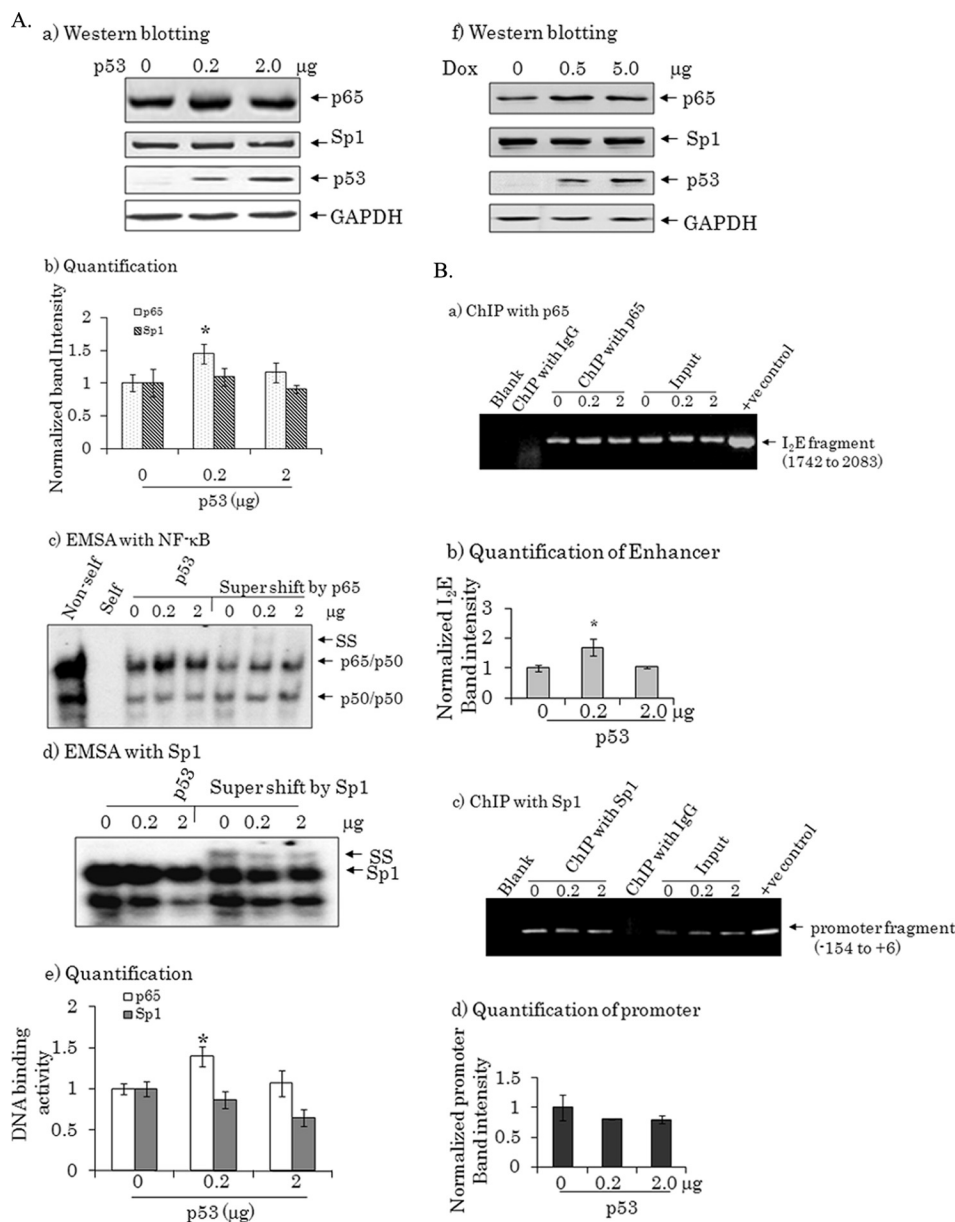 A.
a) Western blotting
p53 0 0.2 2.0 μg
p65
Sp1
p53
GAPDH
b) Quantification
Normalized band Intensity
2
1.5
1
0.5
0
p65
Sp1
*
0 0.2 2
p53 (μg)
c) EMSA with NF-κB
Non-self
Self
p53
Super shift by p65
0 0.2 2 0 0.2 2 μg
SS
p65/p50
p50/p50
d) EMSA with Sp1
p53
Super shift by Sp1
0 0.2 2 0 0.2 2 μg
SS
Sp1
e) Quantification
DNA binding
activity
2
1.5
1
0.5
0
p65
Sp1
*
0 0.2 2
p53 (μg)
f) Western blotting
Dox 0 0.5 5.0 μg
p65
Sp1
p53
GAPDH
B.
a) ChIP with p65
Blank
ChIP with IgG
ChIP with p65
Input
+ve control
0 0.2 2 0 0.2 2
I₂E fragment
(1742 to 2083)
b) Quantification of Enhancer
Normalized I₂E
Band intensity
3
2
1
0
*
0 0.2 2.0 μg
p53
c) ChIP with Sp1
Blank
ChIP with Sp1
ChIP with IgG
Input
+ve control
0 0.2 2 0 0.2 2
promoter fragment
(-154 to +6)
d) Quantification of promoter
Normalized promoter
Band intensity
1.5
1
0.5
0
0 0.2 2.0 μg
p53